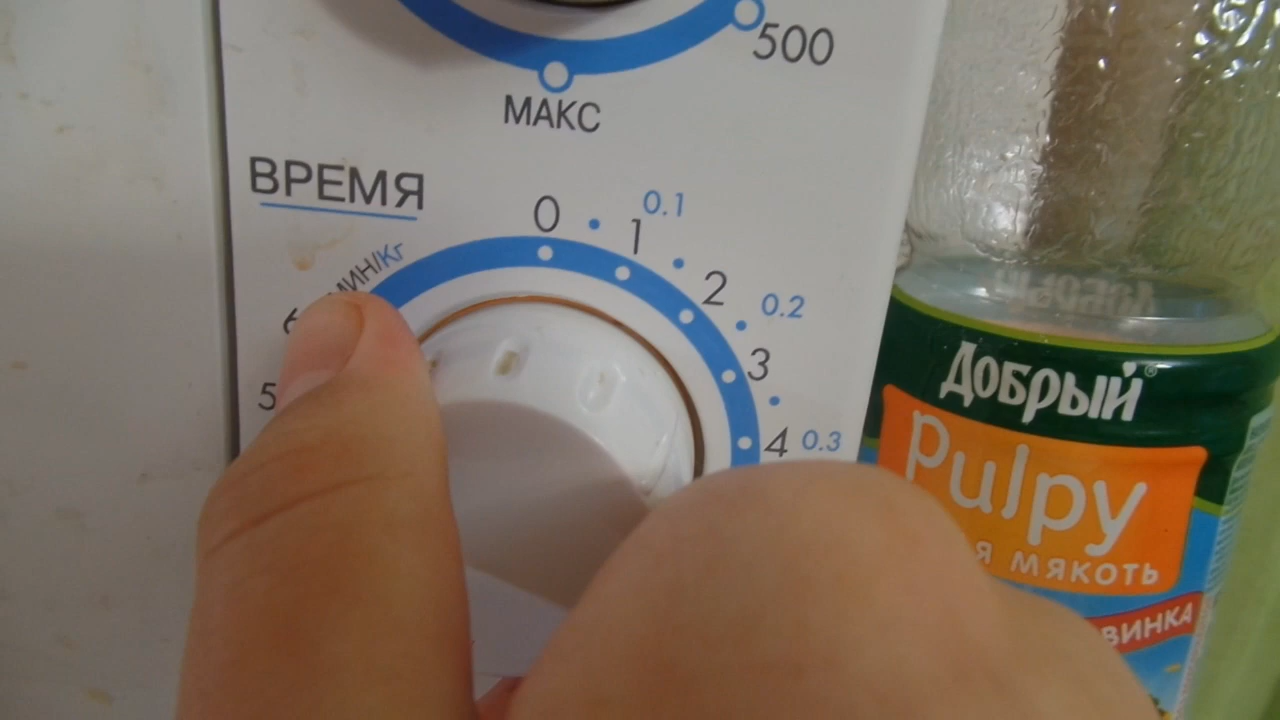 500
МАКС
ВРЕМЯ
МИН/Кг
0
0.1
1
2
0.2
3
4 0.3
5
Добрый®
Pulpy
МЯКОТЬ